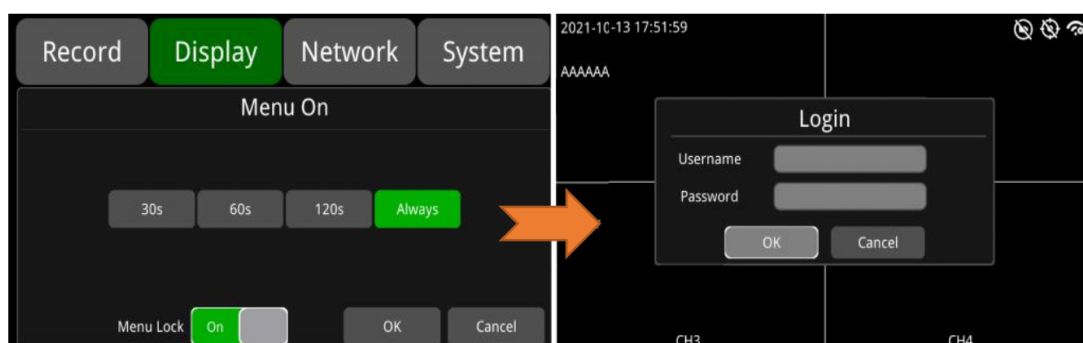 Record Display Network System
Menu On
30s 60s 120s Always
Menu Lock On OK Cancel
2021-10-13 17:51:59
AAAAAA
Login
Username
Password
OK Cancel
CH3 CH4